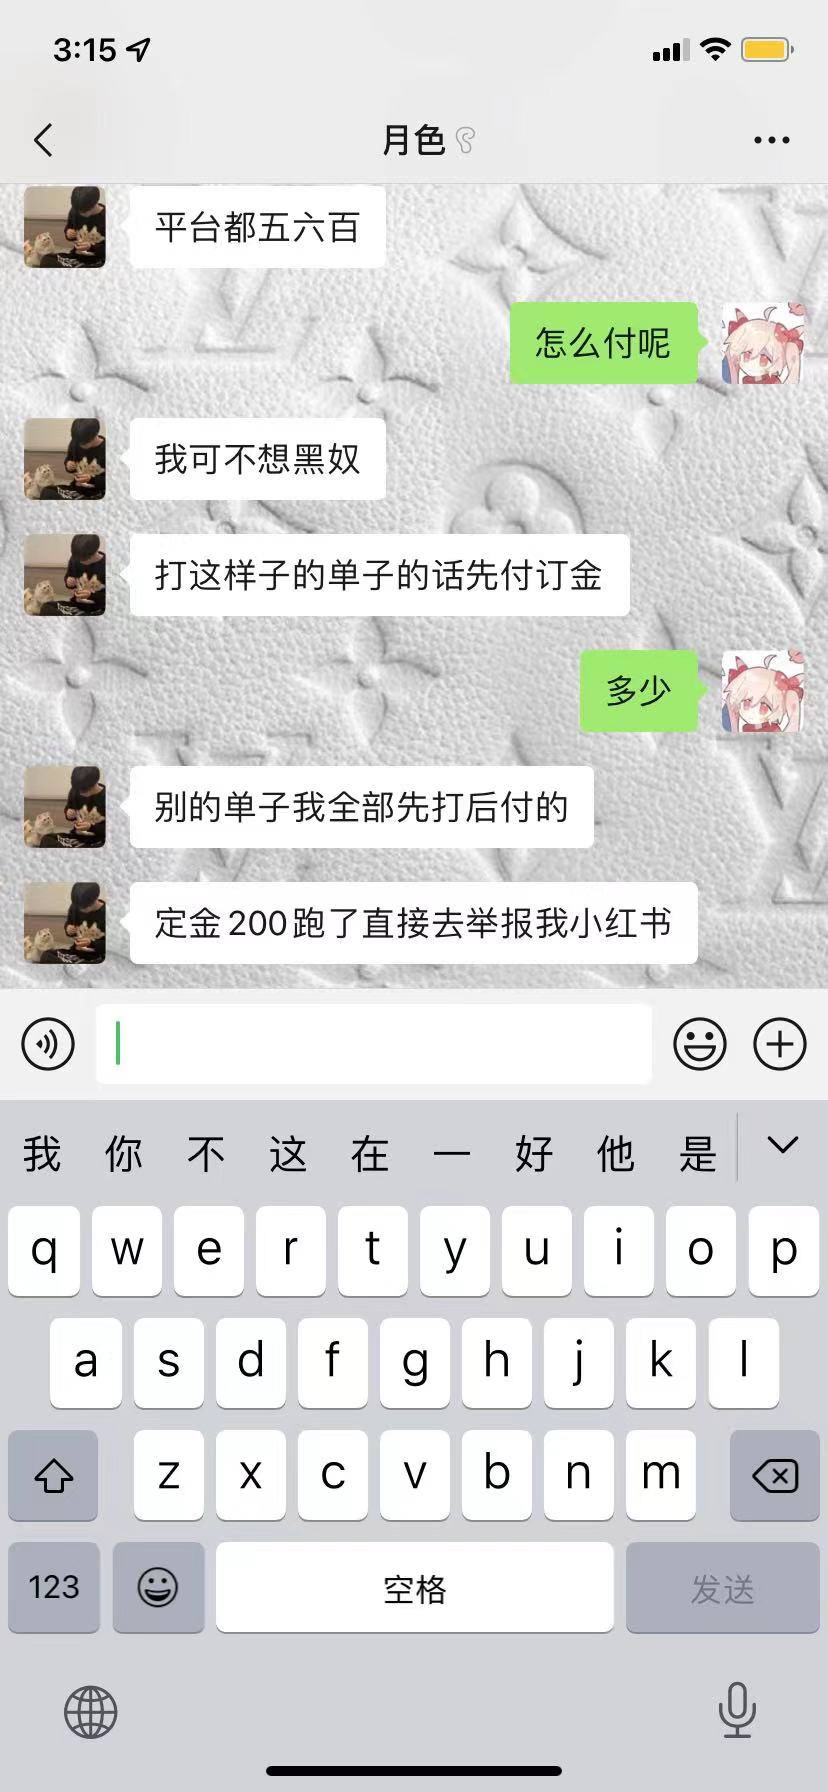 3:15
月色
平台都五六百
怎么付呢
我可不想黑奴
打这样子的单子的话先付订金
多少
别的单子我全部先打后付的
定金200跑了直接去举报我小红书
我 你 不 这 在 一 好 他 是
q w e r t y u i o p
a s d f g h j k l
z x c v b n m
123 空格 发送